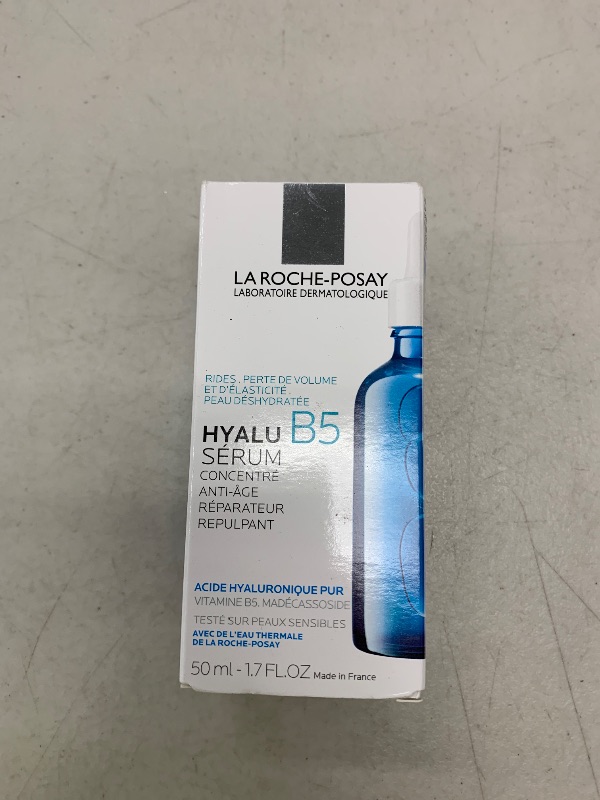 LA ROCHE-POSAY
LABORATOIRE DERMATOLOGIQUE
RIDES . PERTE DE VOLUME
ET D'ÉLASTICITÉ .
PEAU DÉSHYDRATÉE
HYALU B5
SÉRUM
CONCENTRÉ
ANTI-ÂGE
RÉPARATEUR
REPULPANT
ACIDE HYALURONIQUE PUR
VITAMINE B5. MADÉCASSOSIDE
TESTÉ SUR PEAUX SENSIBLES
AVEC DE L'EAU THERMALE
DE LA ROCHE-POSAY
50 ml - 1.7 FL.OZ Made in France